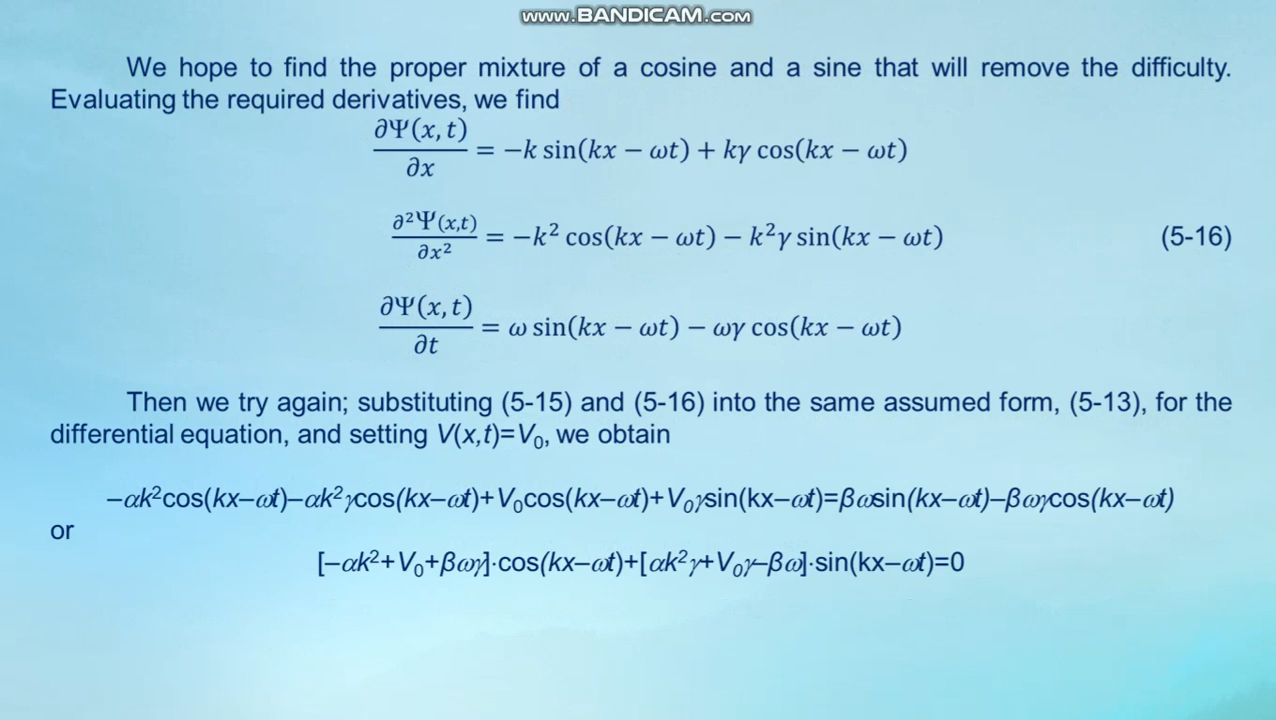 www.BANDICAM.com
We hope to find the proper mixture of a cosine and a sine that will remove the difficulty.
Evaluating the required derivatives, we find
∂Ψ(x, t)/∂x = −k sin(kx − ωt) + kγ cos(kx − ωt)
∂²Ψ(x,t)/∂x² = −k² cos(kx − ωt) − k²γ sin(kx − ωt) (5-16)
∂Ψ(x, t)/∂t = ω sin(kx − ωt) − ωγ cos(kx − ωt)
Then we try again; substituting (5-15) and (5-16) into the same assumed form, (5-13), for the
differential equation, and setting V(x,t)=V₀, we obtain
−αk²cos(kx−ωt)−αk²γcos(kx−ωt)+V₀cos(kx−ωt)+V₀γsin(kx−ωt)=βωsin(kx−ωt)−βωγcos(kx−ωt)
or
[−αk²+V₀+βωγ]·cos(kx−ωt)+[αk²γ+V₀γ−βω]·sin(kx−ωt)=0